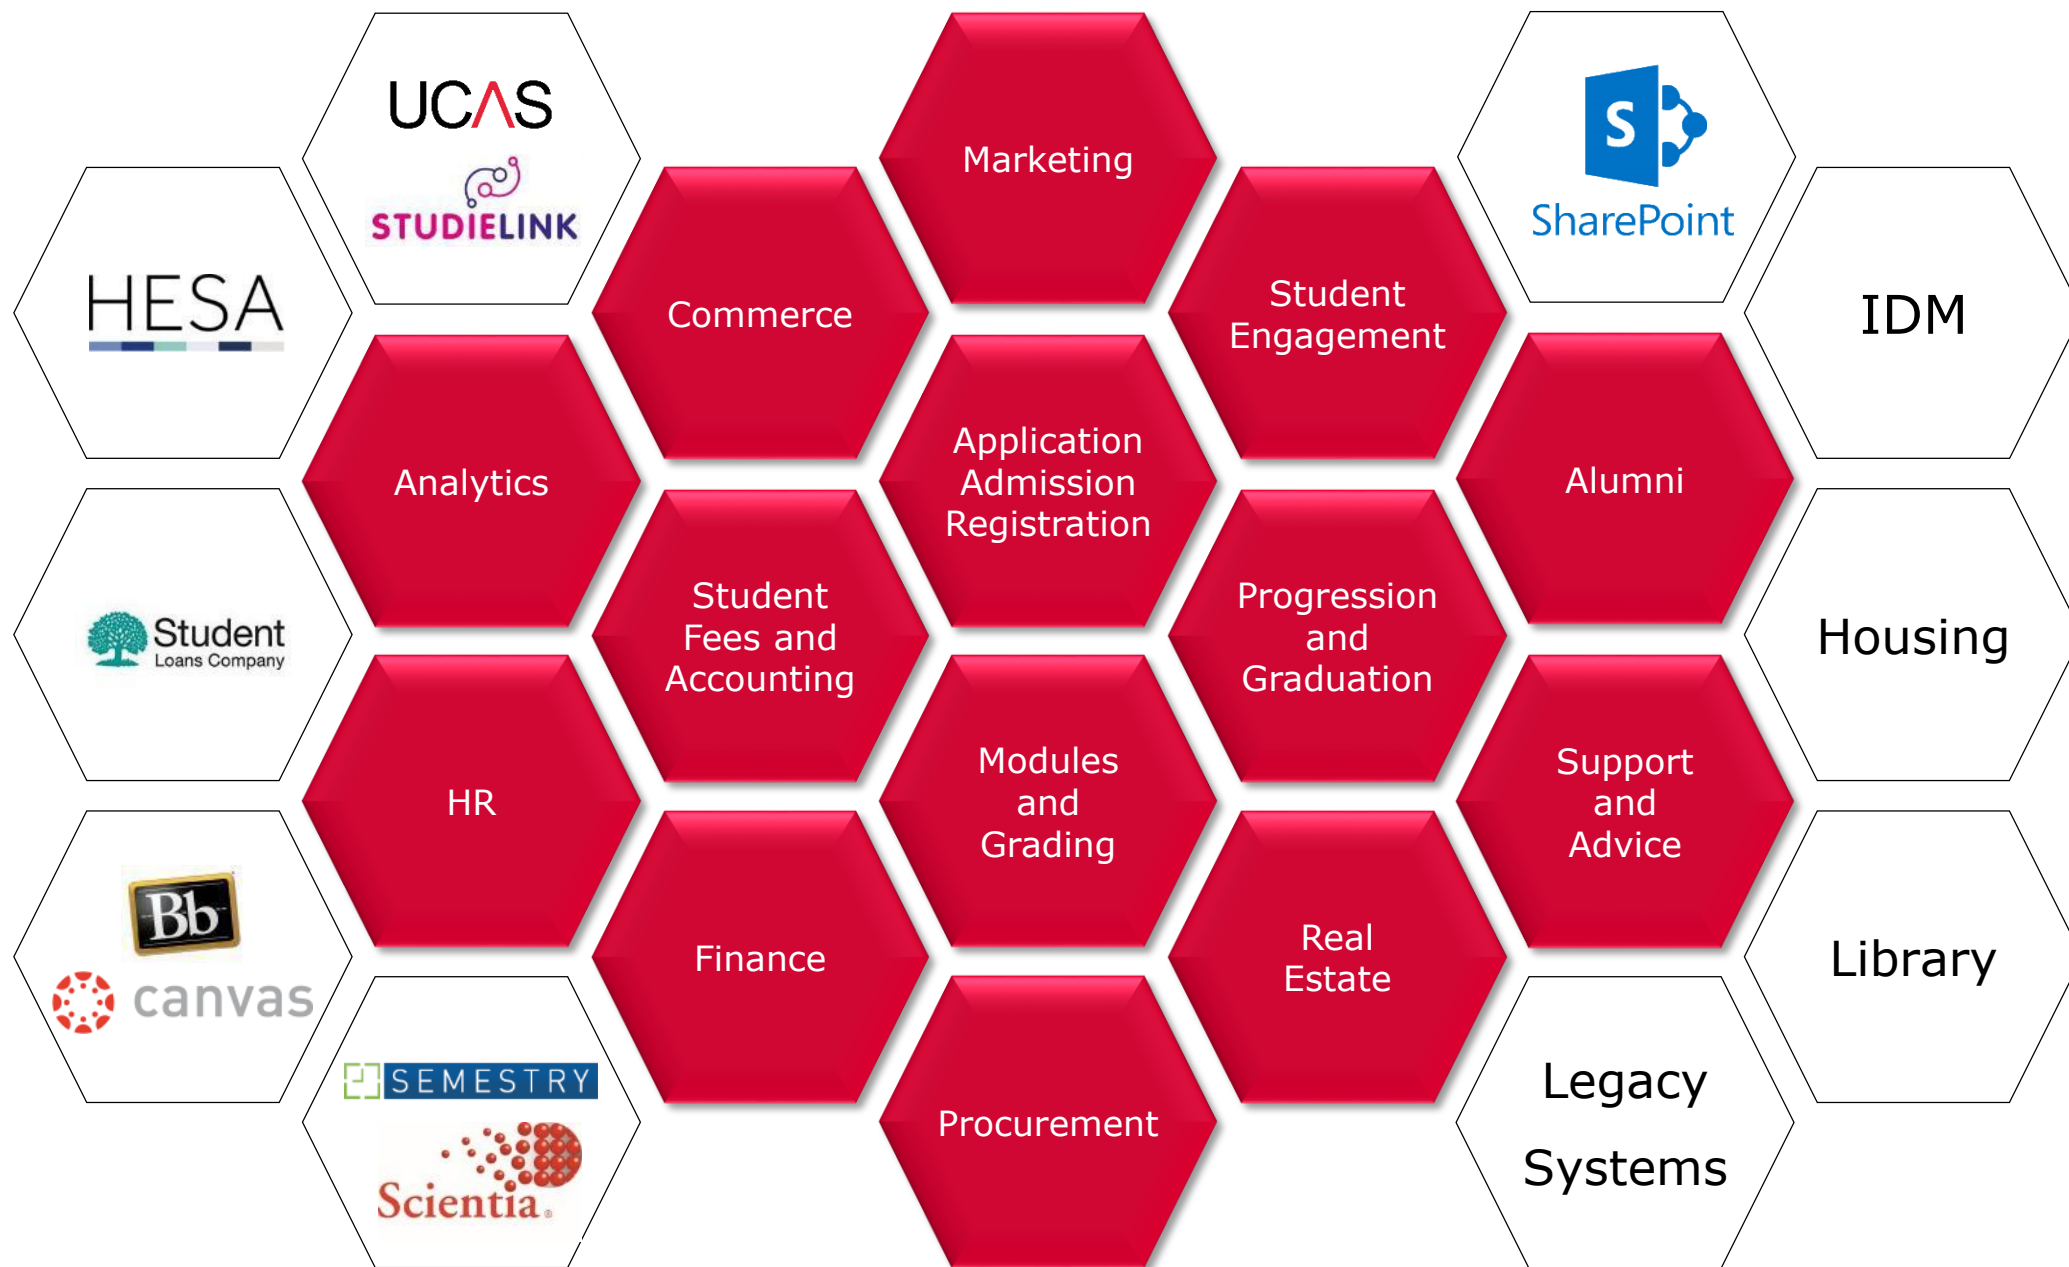 UCAS
STUDIELINK
Marketing
S
SharePoint
HESA
Commerce
Student
Engagement
IDM
Analytics
Application
Admission
Registration
Alumni
Student
Loans Company
Student
Fees and
Accounting
Progression
and
Graduation
Housing
HR
Modules
and
Grading
Support
and
Advice
Bb
canvas
Finance
Real
Estate
Library
SEMESTRY
Scientia®
Procurement
Legacy
Systems